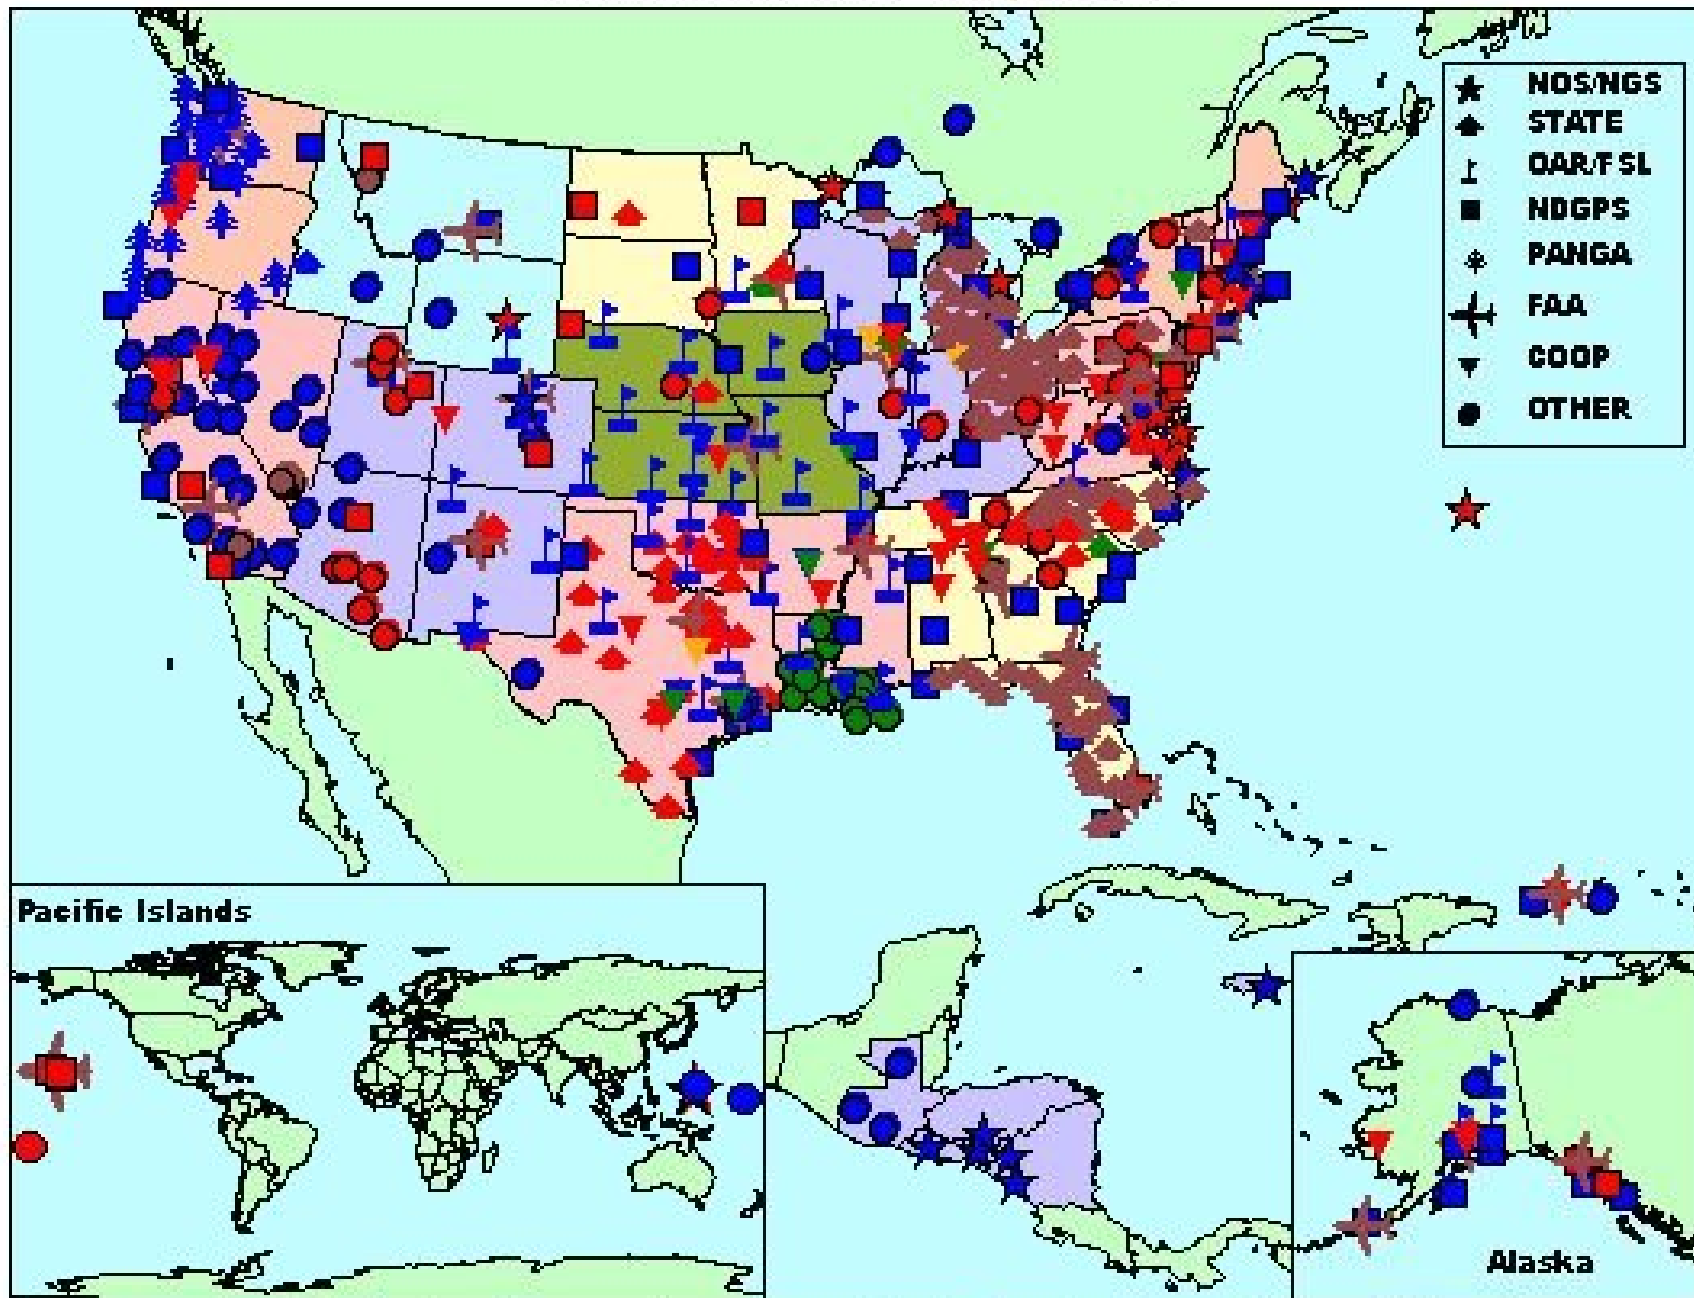 NOS/NGS
STATE
OAR/FSL
NDGPS
PANGA
FAA
COOP
OTHER
Pacific Islands
Alaska